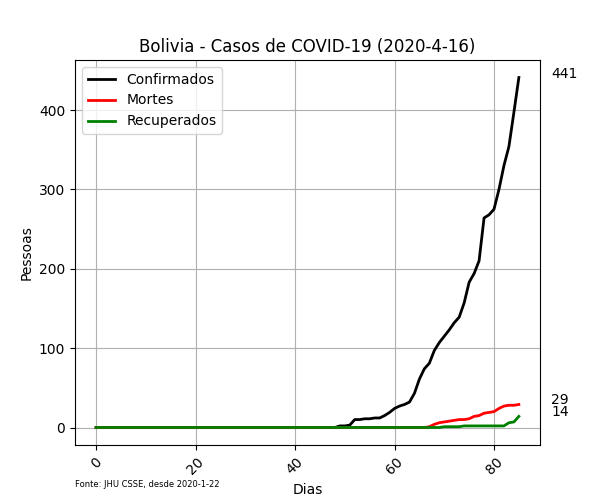 Bolivia - Casos de COVID-19 (2020-4-16)
Confirmados
Mortes
Recuperados
441
400
300
200
100
0
29
14
Pessoas
0 20 40 60 80
Fonte: JHU CSSE, desde 2020-1-22
Dias